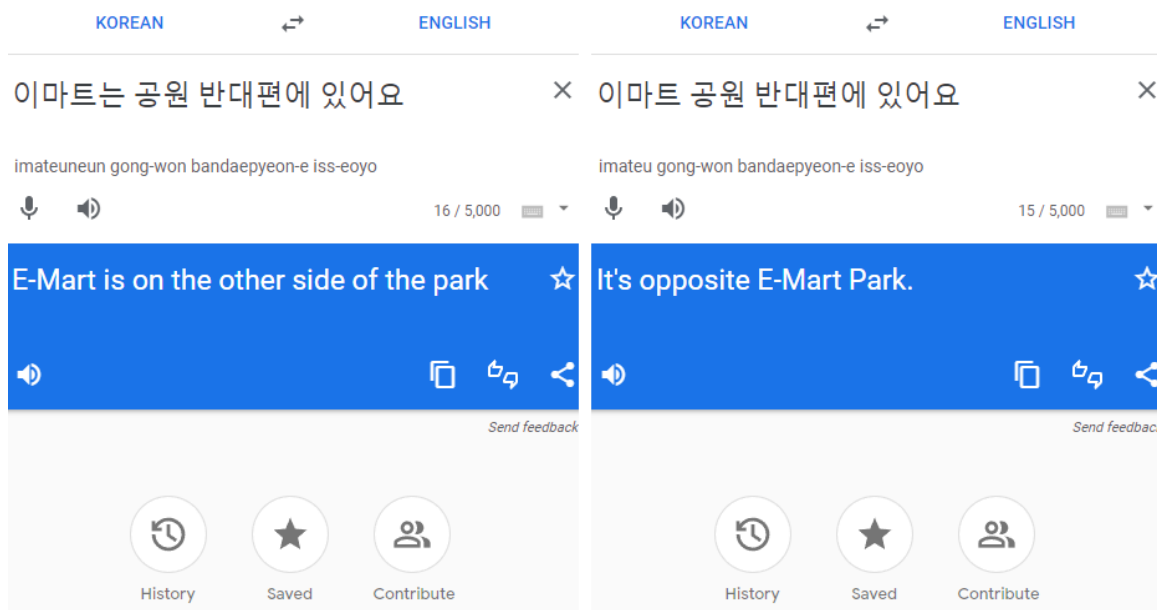 KOREAN ENGLISH
이마트는 공원 반대편에 있어요
imateuneun gong-won bandaepyeon-e iss-eoyo
16 / 5,000
E-Mart is on the other side of the park
Send feedback
History Saved Contribute
KOREAN ENGLISH
이마트 공원 반대편에 있어요
imateu gong-won bandaepyeon-e iss-eoyo
15 / 5,000
It's opposite E-Mart Park.
Send feedbac
History Saved Contribute